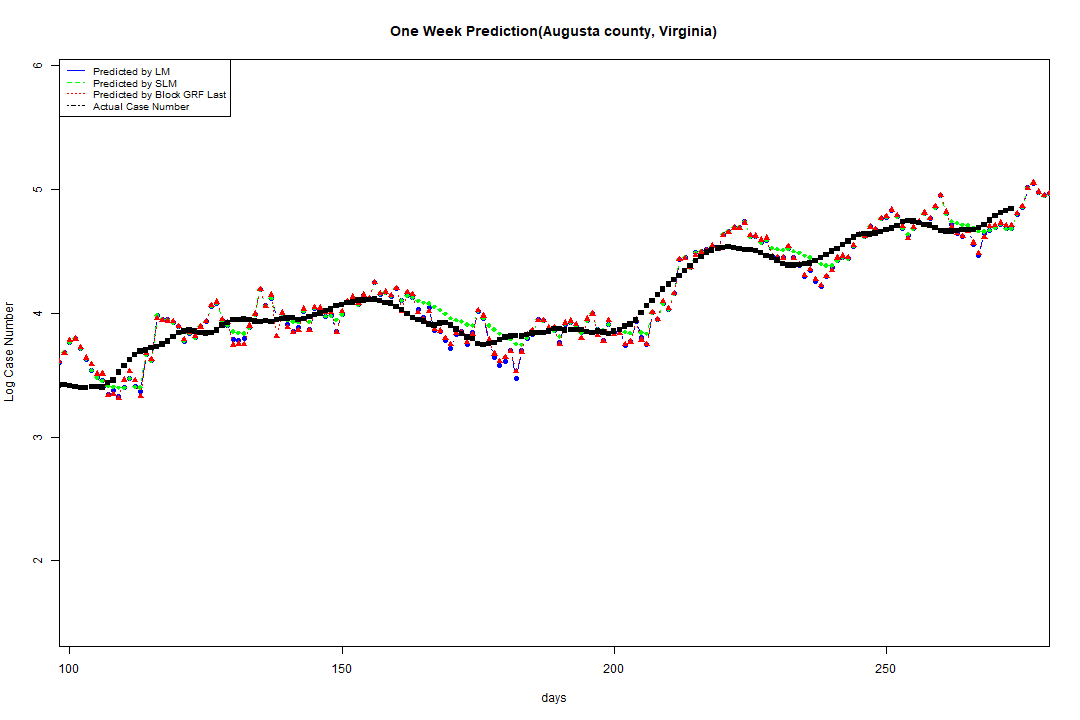 One Week Prediction(Augusta county, Virginia)
6
Predicted by LM
Predicted by SLM
Predicted by Block GRF Last
Actual Case Number
5
4
3
2
Log Case Number
100 150 200 250
days